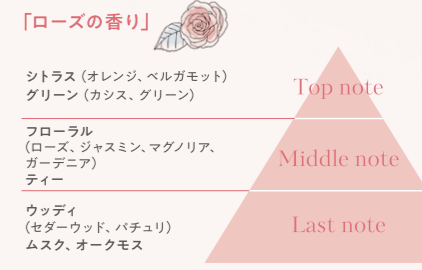 「ローズの香り」
シトラス（オレンジ、ベルガモット）
グリーン（カシス、グリーン）
Top note
フローラル
（ローズ、ジャスミン、マグノリア、
ガーデニア）
ティー
Middle note
ウッディ
（セダーウッド、パチュリ）
ムスク、オークモス
Last note